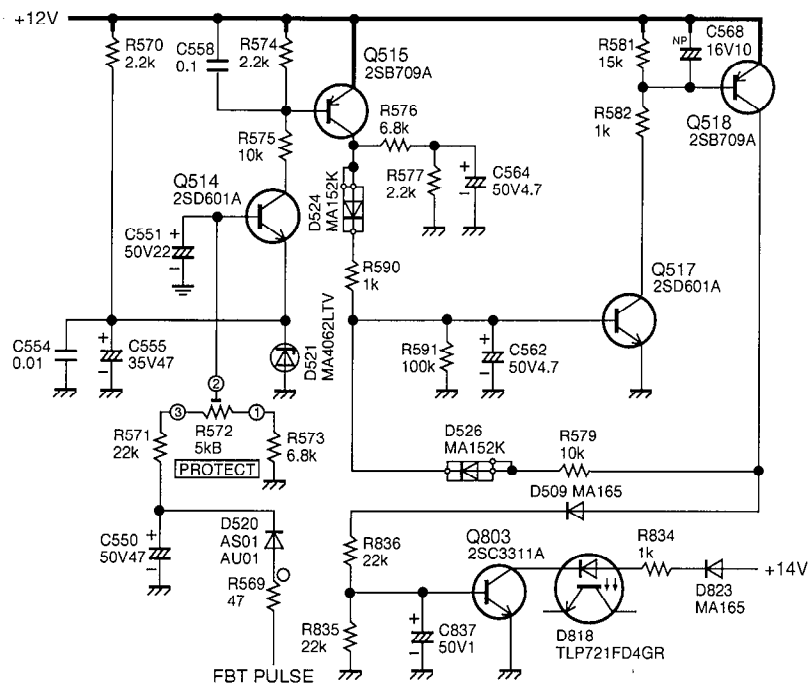 +12V
R570
2.2k
C558
0.1
R574
2.2k
Q515
2SB709A
R581
15k
NP
C568
16V10
R576
6.8k
R582
1k
Q518
2SB709A
R575
10k
Q514
2SD601A
D524
MA152K
R577
2.2k
+
-
C564
50V4.7
C551
50V22
+
-
R590
1k
Q517
2SD601A
C554
0.01
+
-
C555
35V47
D521
MA4062LTV
R591
100k
+
-
C562
50V4.7
2
3
1
R571
22k
R572
5kB
PROTECT
R573
6.8k
D526
MA152K
R579
10k
D509 MA165
C550
50V47
+
-
D520
AS01
AU01
R836
22k
Q803
2SC3311A
R834
1k
+14V
D823
MA165
R569
47
R835
22k
+
-
C837
50V1
D818
TLP721FD4GR
FBT PULSE